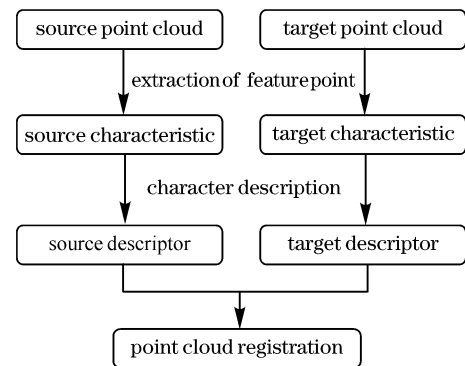 source point cloud
target point cloud
extraction of feature point
source characteristic
target characteristic
character description
source descriptor
target descriptor
point cloud registration